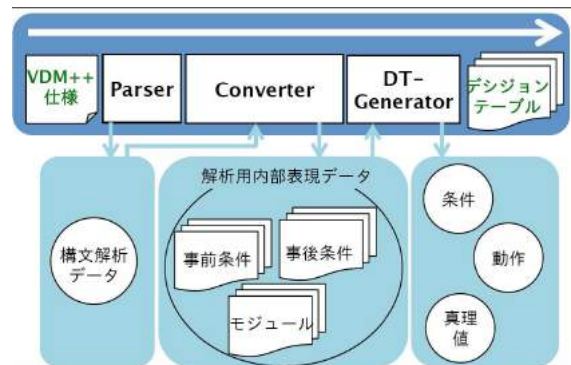 VDM++
仕様
Parser
Converter
DT-
Generator
デシジョン
テーブル
構文解析
データ
解析用内部表現データ
事前条件
事後条件
モジュール
条件
動作
真理
値